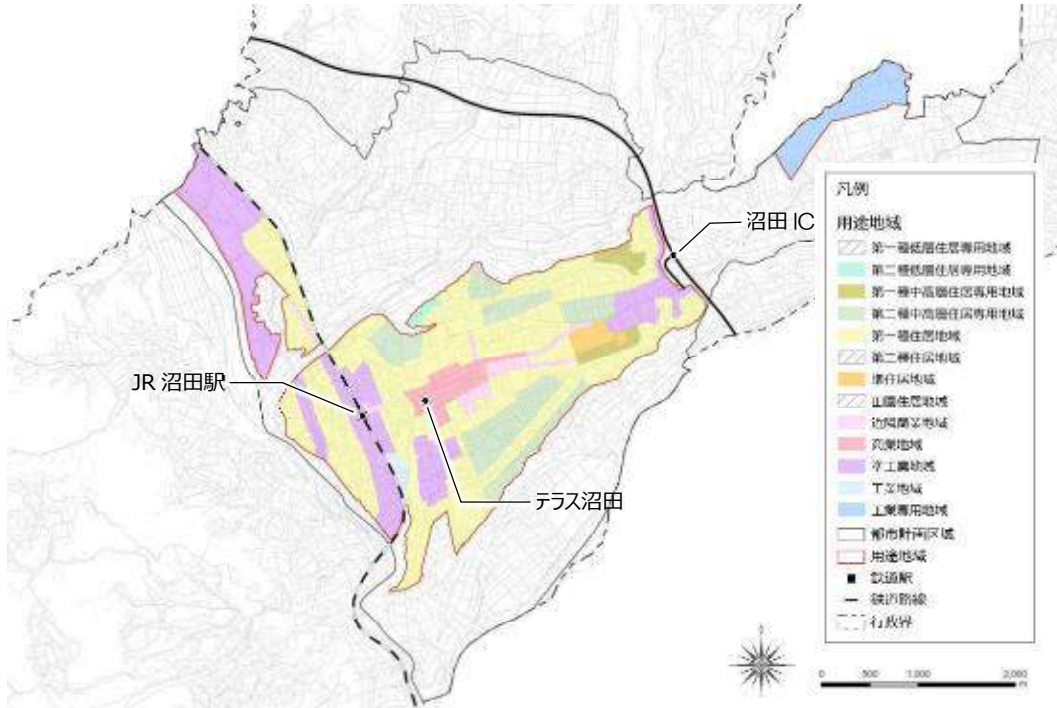 沼田 IC
JR 沼田駅
テラス沼田
凡例
用途地域
第一種低層住居専用地域
第二種低層住居専用地域
第一種中高層住居専用地域
第二種中高層住居専用地域
第一種住居地域
第二種住居地域
準住居地域
田園住居地域
近隣商業地域
商業地域
準工業地域
工業地域
工業専用地域
都市計画区域
用途地域
鉄道駅
鉄道路線
行政界
0 500 1,000 2,000
m